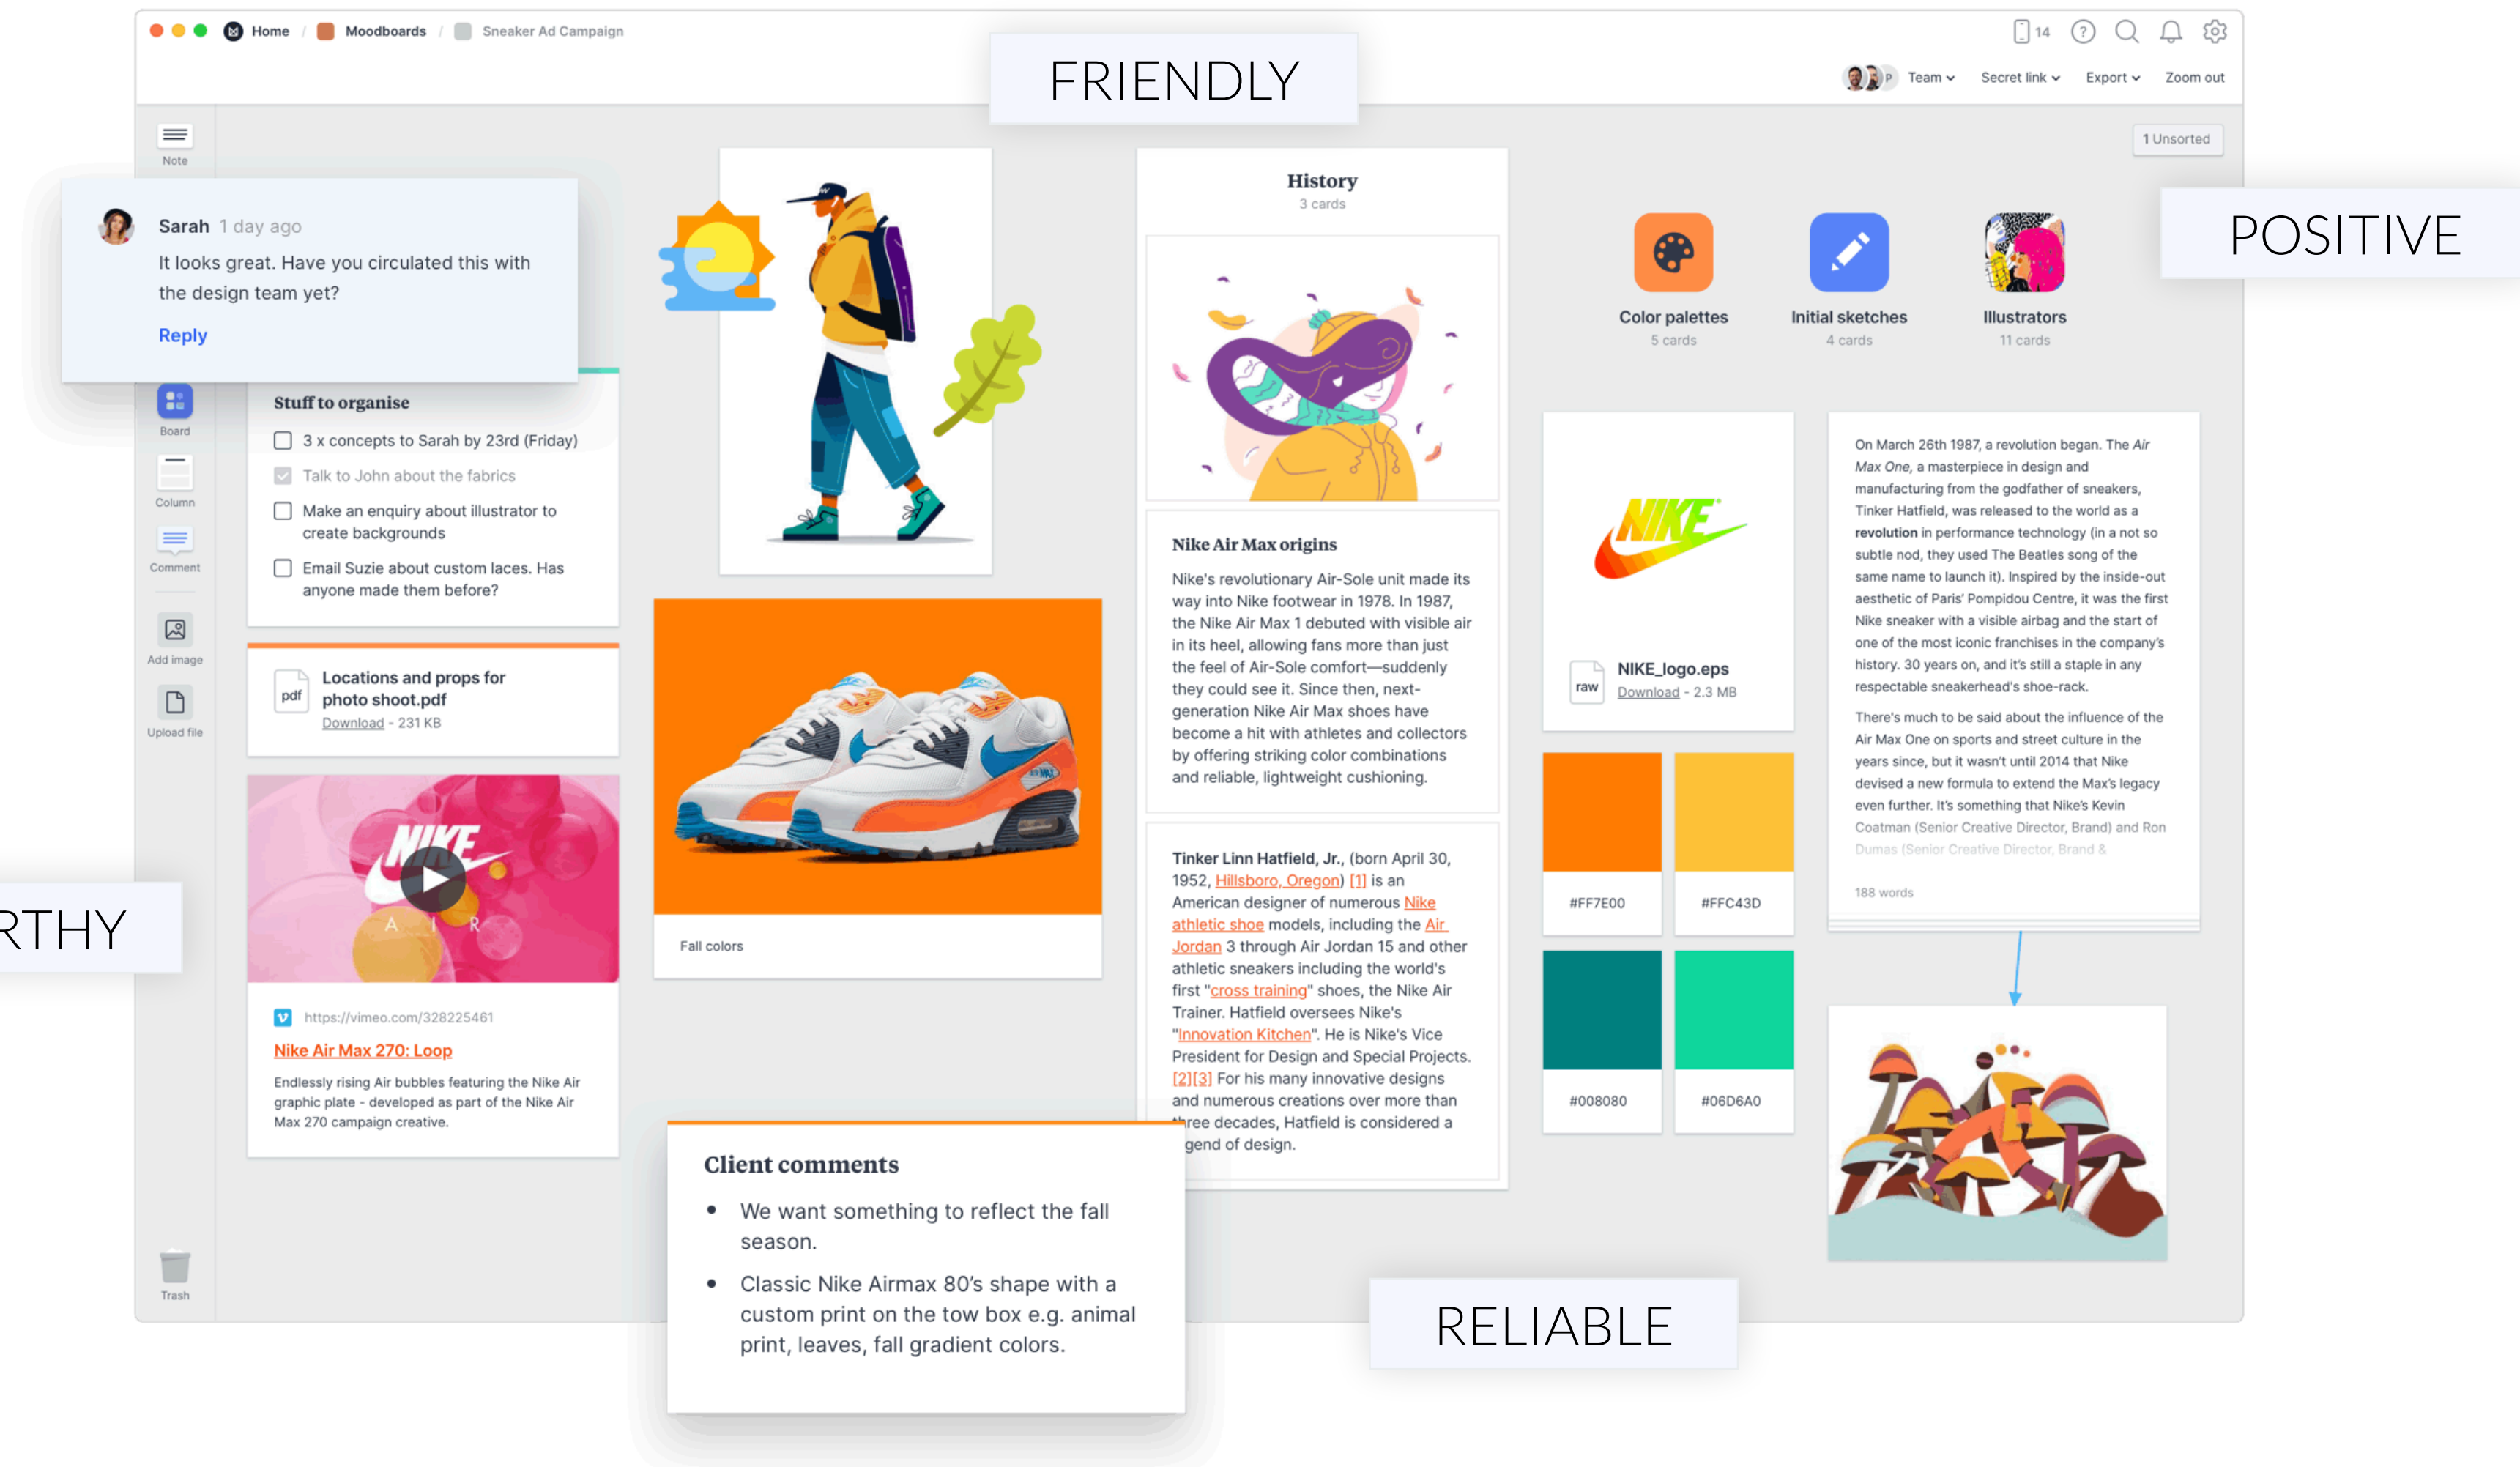 Home / Moodboards / Sneaker Ad Campaign
14
FRIENDLY
P Team
Secret link
Export
Zoom out
1 Unsorted
POSITIVE
Note
Sarah 1 day ago
It looks great. Have you circulated this with
the design team yet?
Reply
Board
Column
Comment
Add image
Upload file
Trash
Stuff to organise
3 x concepts to Sarah by 23rd (Friday)
Talk to John about the fabrics
Make an enquiry about illustrator to
create backgrounds
Email Suzie about custom laces. Has
anyone made them before?
pdf
Locations and props for
photo shoot.pdf
Download - 231 KB
RTHY
NIKE
AIR
https://vimeo.com/328225461
Nike Air Max 270: Loop
Endlessly rising Air bubbles featuring the Nike Air
graphic plate - developed as part of the Nike Air
Max 270 campaign creative.
AIR MAX
Fall colors
Client comments
• We want something to reflect the fall
season.
• Classic Nike Airmax 80's shape with a
custom print on the tow box e.g. animal
print, leaves, fall gradient colors.
History
3 cards
Nike Air Max origins
Nike's revolutionary Air-Sole unit made its
way into Nike footwear in 1978. In 1987,
the Nike Air Max 1 debuted with visible air
in its heel, allowing fans more than just
the feel of Air-Sole comfort—suddenly
they could see it. Since then, next-
generation Nike Air Max shoes have
become a hit with athletes and collectors
by offering striking color combinations
and reliable, lightweight cushioning.
Tinker Linn Hatfield, Jr., (born April 30,
1952, Hillsboro, Oregon) [1] is an
American designer of numerous Nike
athletic shoe models, including the Air
Jordan 3 through Air Jordan 15 and other
athletic sneakers including the world's
first "cross training" shoes, the Nike Air
Trainer. Hatfield oversees Nike's
"Innovation Kitchen". He is Nike's Vice
President for Design and Special Projects.
[2][3] For his many innovative designs
and numerous creations over more than
three decades, Hatfield is considered a
gend of design.
RELIABLE
Color palettes
5 cards
Initial sketches
4 cards
Illustrators
11 cards
NIKE
raw
NIKE_logo.eps
Download - 2.3 MB
#FF7E00
#FFC43D
#008080
#06D6A0
On March 26th 1987, a revolution began. The Air
Max One, a masterpiece in design and
manufacturing from the godfather of sneakers,
Tinker Hatfield, was released to the world as a
revolution in performance technology (in a not so
subtle nod, they used The Beatles song of the
same name to launch it). Inspired by the inside-out
aesthetic of Paris' Pompidou Centre, it was the first
Nike sneaker with a visible airbag and the start of
one of the most iconic franchises in the company's
history. 30 years on, and it's still a staple in any
respectable sneakerhead's shoe-rack.
There's much to be said about the influence of the
Air Max One on sports and street culture in the
years since, but it wasn't until 2014 that Nike
devised a new formula to extend the Max's legacy
even further. It's something that Nike's Kevin
Coatman (Senior Creative Director, Brand) and Ron
Dumas (Senior Creative Director, Brand &
188 words